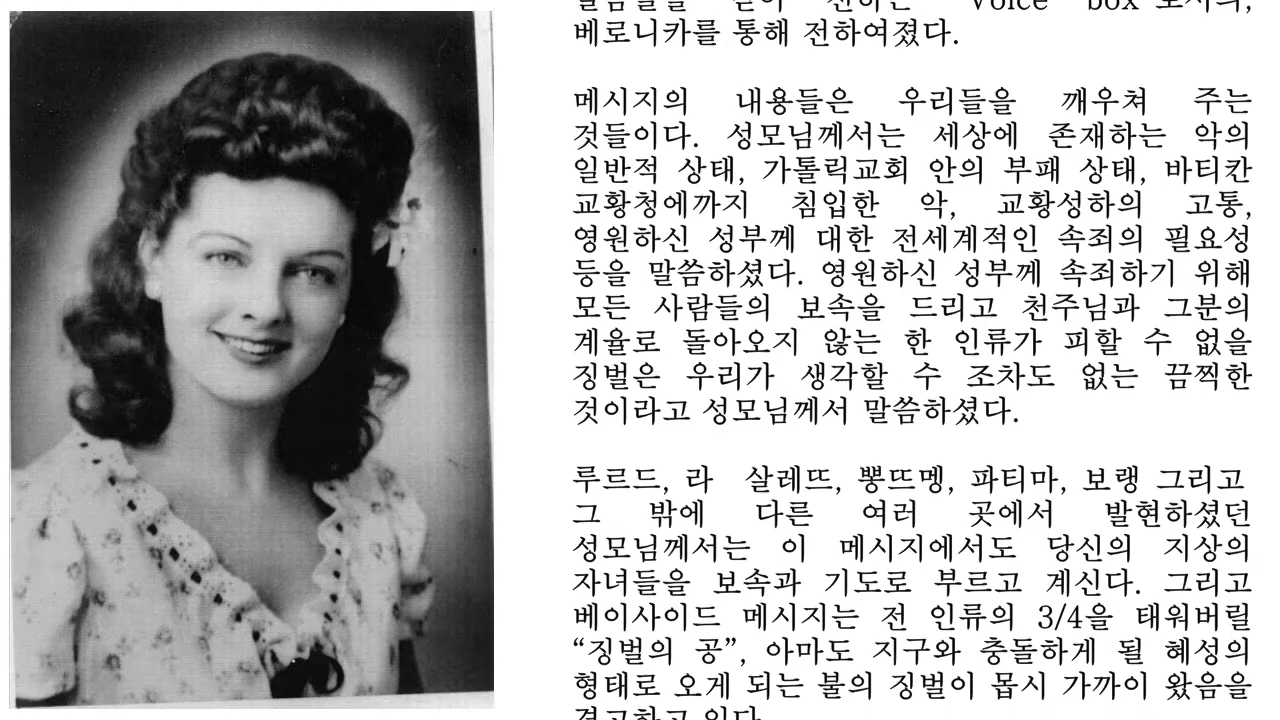 “Voice box”
베로니카를 통해 전하여졌다.
메시지의 내용들은 우리들을 깨우쳐 주는
것들이다. 성모님께서는 세상에 존재하는 악의
일반적 상태, 가톨릭교회 안의 부패 상태, 바티칸
교황청에까지 침입한 악, 교황성하의 고통,
영원하신 성부께 대한 전세계적인 속죄의 필요성
등을 말씀하셨다. 영원하신 성부께 속죄하기 위해
모든 사람들의 보속을 드리고 천주님과 그분의
계율로 돌아오지 않는 한 인류가 피할 수 없을
징벌은 우리가 생각할 수 조차도 없는 끔찍한
것이라고 성모님께서 말씀하셨다.
루르드, 라 살레뜨, 뽕뜨멩, 파티마, 보랭 그리고
그 밖에 다른 여러 곳에서 발현하셨던
성모님께서는 이 메시지에서도 당신의 지상의
자녀들을 보속과 기도로 부르고 계신다. 그리고
베이사이드 메시지는 전 인류의 3/4을 태워버릴
“징벌의 공”, 아마도 지구와 충돌하게 될 혜성의
형태로 오게 되는 불의 징벌이 몹시 가까이 왔음을